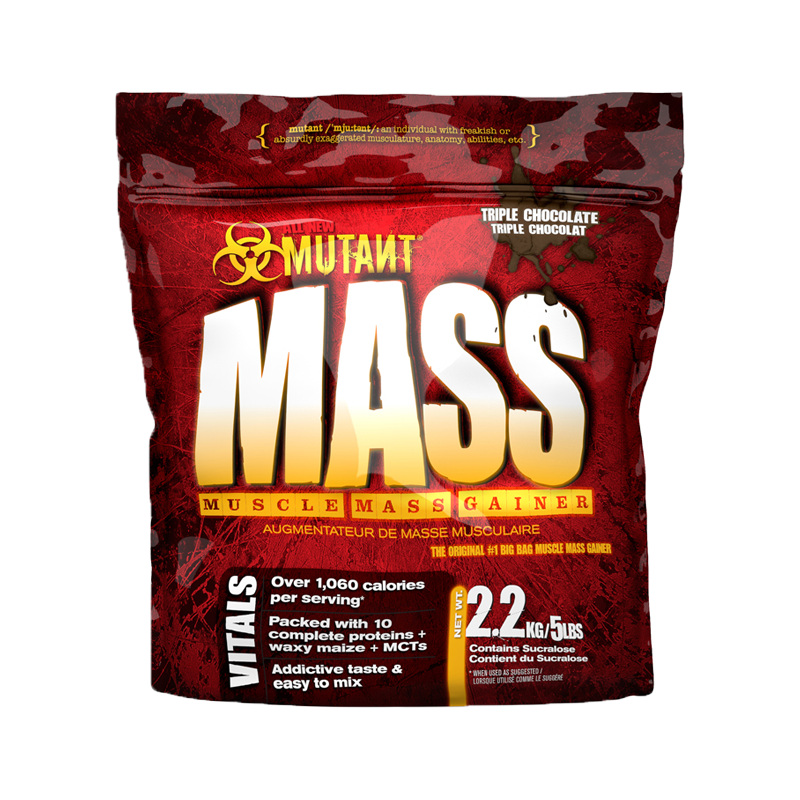 { mutant /'mju:tənt/: an individual with freakish or
absurdly exaggerated musculature, anatomy, abilities, etc. }
TRIPLE CHOCOLATE
TRIPLE CHOCOLAT
ALL NEW
MUTANT®
MASS
MUSCLE MASS GAINER
AUGMENTATEUR DE MASSE MUSCULAIRE
THE ORIGINAL #1 BIG BAG MUSCLE MASS GAINER
VITALS
Over 1,060 calories
per serving*
Packed with 10
complete proteins +
waxy maize + MCTs
Addictive taste &
easy to mix
NET WT.
2.2KG/5LBS
Contains Sucralose
Contient du Sucralose
* WHEN USED AS SUGGESTED /
LORSQUE UTILISÉ COMME LE SUGGÉRÉ